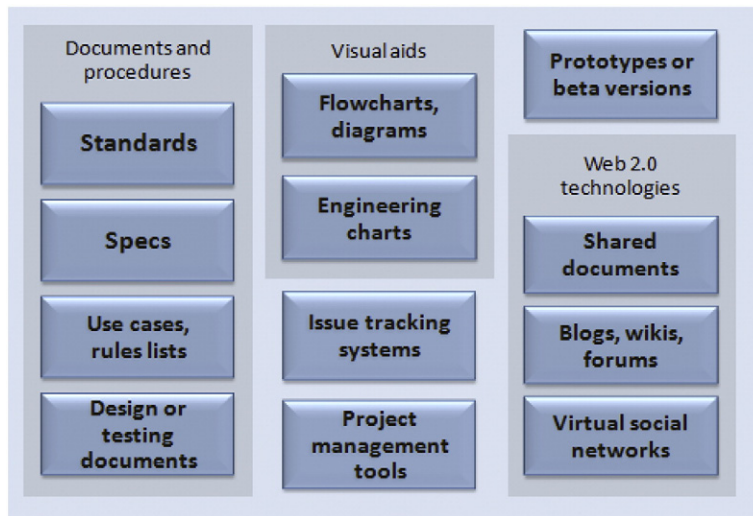 Documents and
procedures
Standards
Specs
Use cases,
rules lists
Design or
testing
documents
Visual aids
Flowcharts,
diagrams
Engineering
charts
Issue tracking
systems
Project
management
tools
Prototypes or
beta versions
Web 2.0
technologies
Shared
documents
Blogs, wikis,
forums
Virtual social
networks